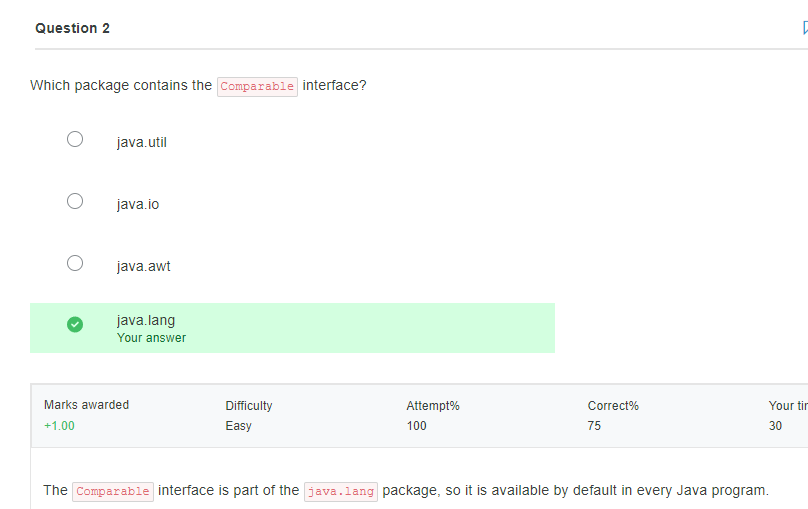 Question 2
Which package contains the Comparable interface?
java.util
java.io
java.awt
java.lang
Your answer
Marks awarded Difficulty Attempt% Correct% Your
+1.00 Easy 100 75 30
The Comparable interface is part of the java.lang package, so it is available by default in every Java program.